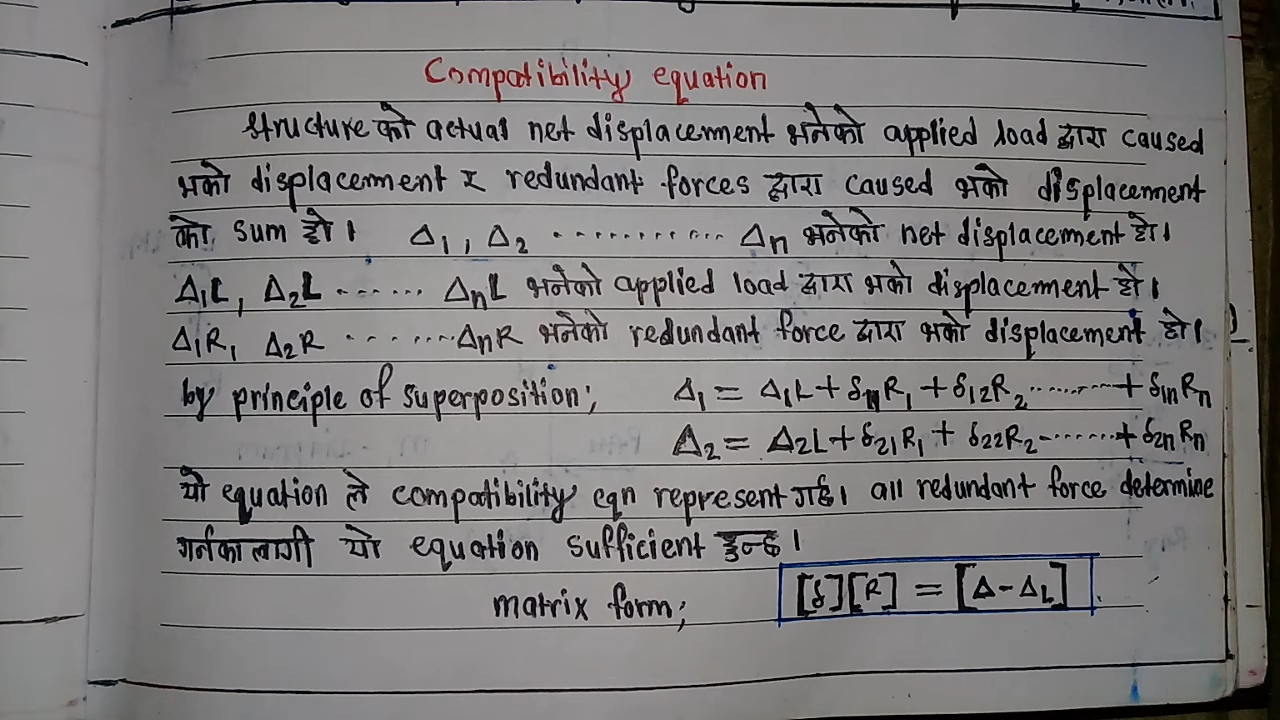 Compatibility equation
structure को actual net displacement भनेको applied load द्वारा caused
भको displacement र redundant forces द्वारा caused भको displacement
को sum हो। Δ1, Δ2 ............ Δn भनेको net displacement हो।
Δ1L, Δ2L ...... ΔnL भनेको applied load द्वारा भको displacement हो।
Δ1R, Δ2R ........ ΔnR भनेको redundant force द्वारा भको displacement हो।
by principle of superposition; Δ1 = Δ1L + δ11R1 + δ12R2 ........ + δ1nRn
Δ2 = Δ2L + δ21R1 + δ22R2 ........ + δ2nRn
यो equation ले compatibility eqn represent गर्छ। all redundant force determine
गर्नका लागी यो equation sufficient हुन्छ।
matrix form; [δ][R] = [Δ-ΔL]